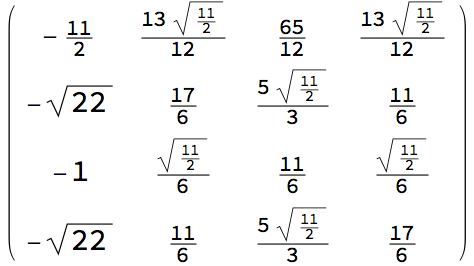 - 11/2  13 √(11/2)/12  65/12  13 √(11/2)/12
-√22  17/6  5 √(11/2)/3  11/6
-1  √(11/2)/6  11/6  √(11/2)/6
-√22  11/6  5 √(11/2)/3  17/6